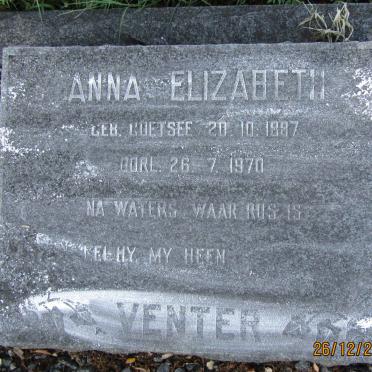 ANNA ELIZABETH
GEB. COETSEE 20.10.1887
OORL. 26.7.1970
NA WATERS WAAR RUS IS
LEI HY MY HEEN
VENTER
26/12/2